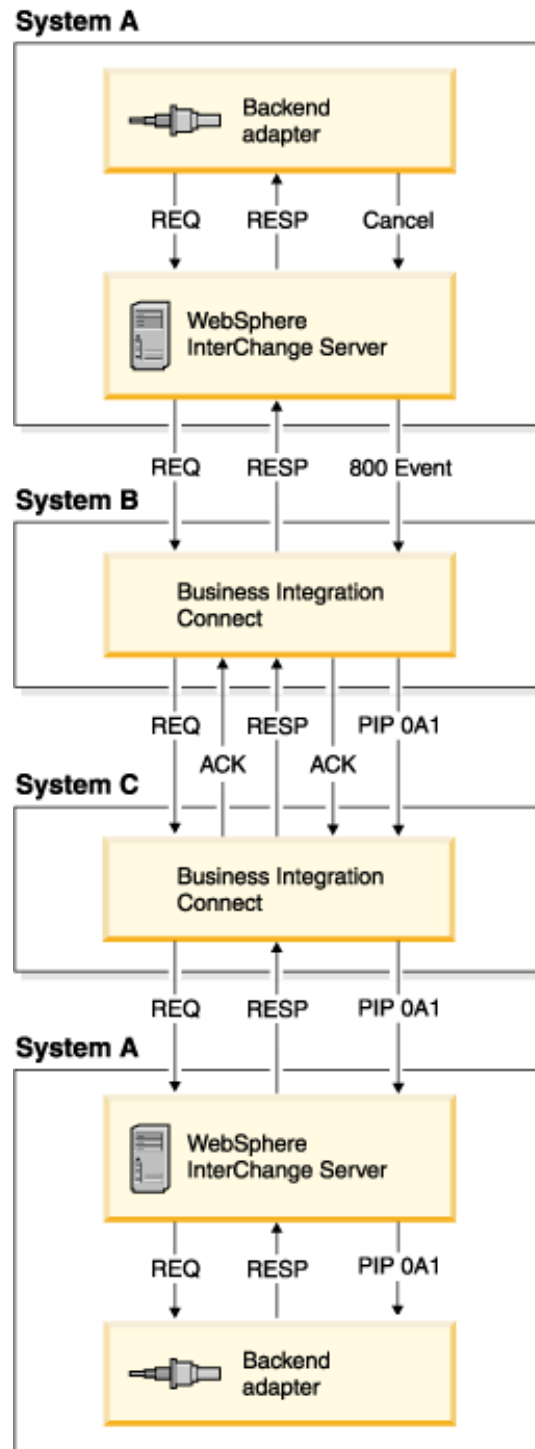 System A
Backend
adapter
REQ RESP Cancel
WebSphere
InterChange Server
REQ RESP 800 Event
System B
Business Integration
Connect
REQ RESP PIP 0A1
ACK ACK
System C
Business Integration
Connect
REQ RESP PIP 0A1
System A
WebSphere
InterChange Server
REQ RESP PIP 0A1
Backend
adapter